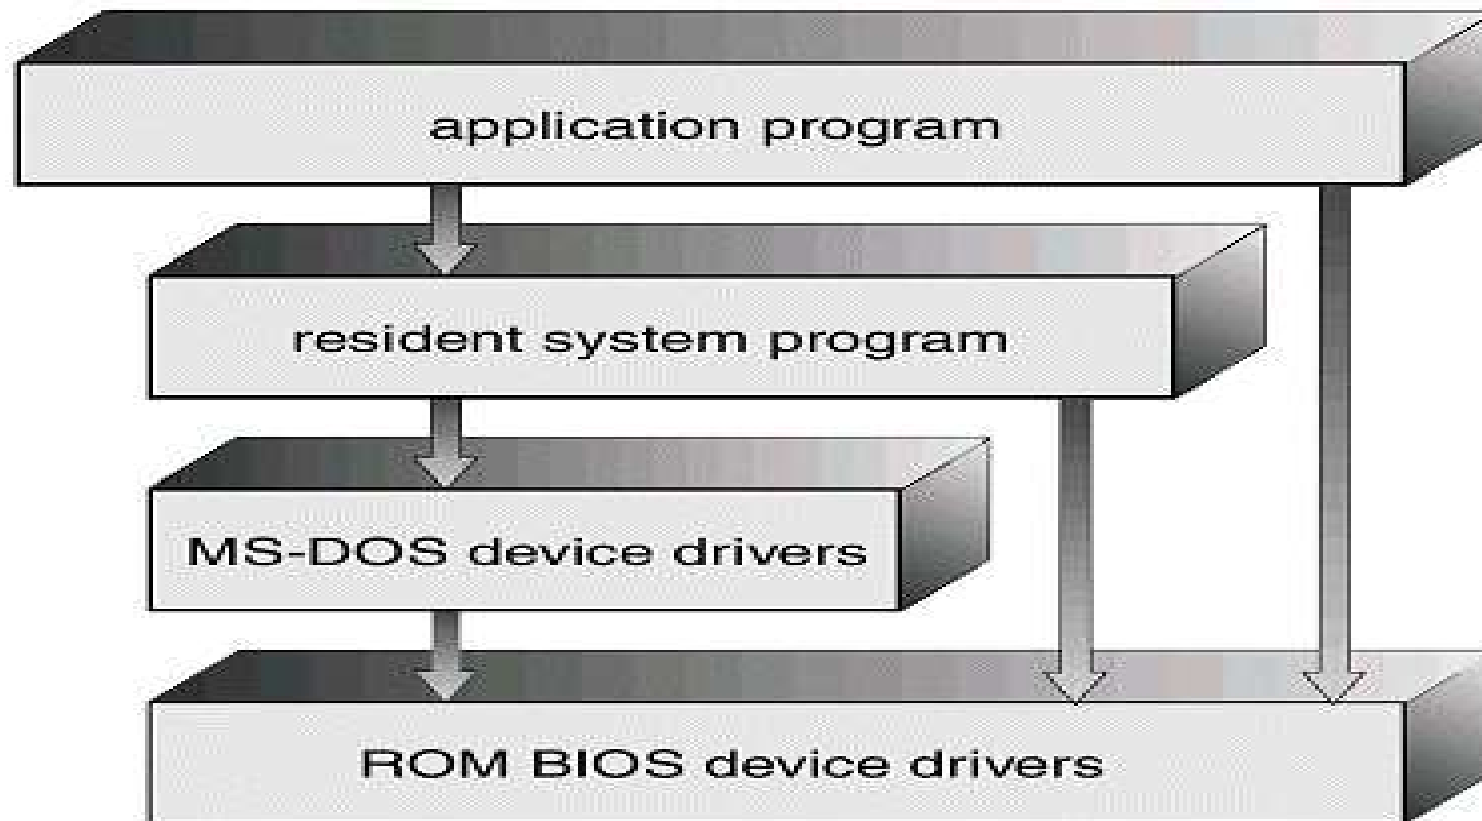 application program
resident system program
MS-DOS device drivers
ROM BIOS device drivers